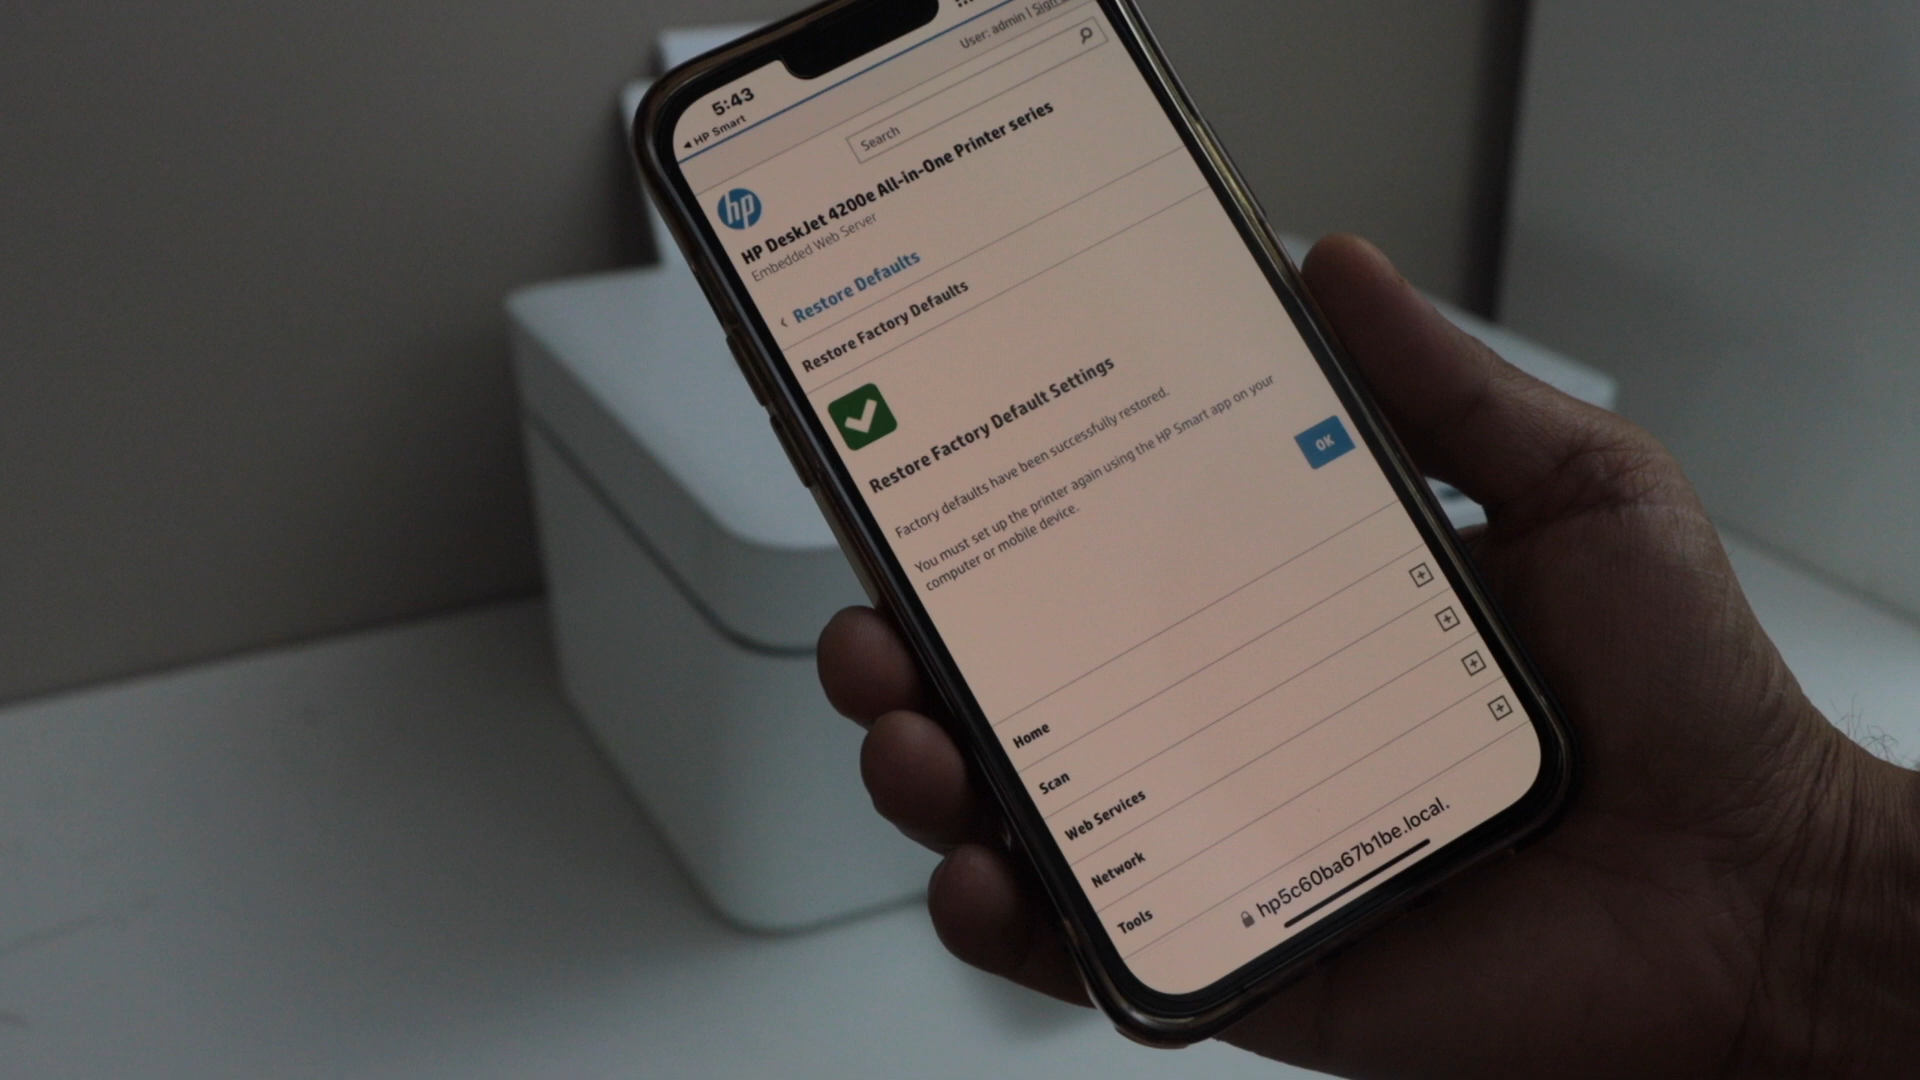 5:43
◀ HP Smart
User: admin |
Search
hp
HP DeskJet 4200e All-in-One Printer series
Embedded Web Server
‹ Restore Defaults
Restore Factory Defaults
Restore Factory Default Settings
Factory defaults have been successfully restored.
You must set up the printer again using the HP Smart app on your
computer or mobile device.
OK
Home
Scan
Web Services
Network
Tools
hp5c60ba67b1be.local.